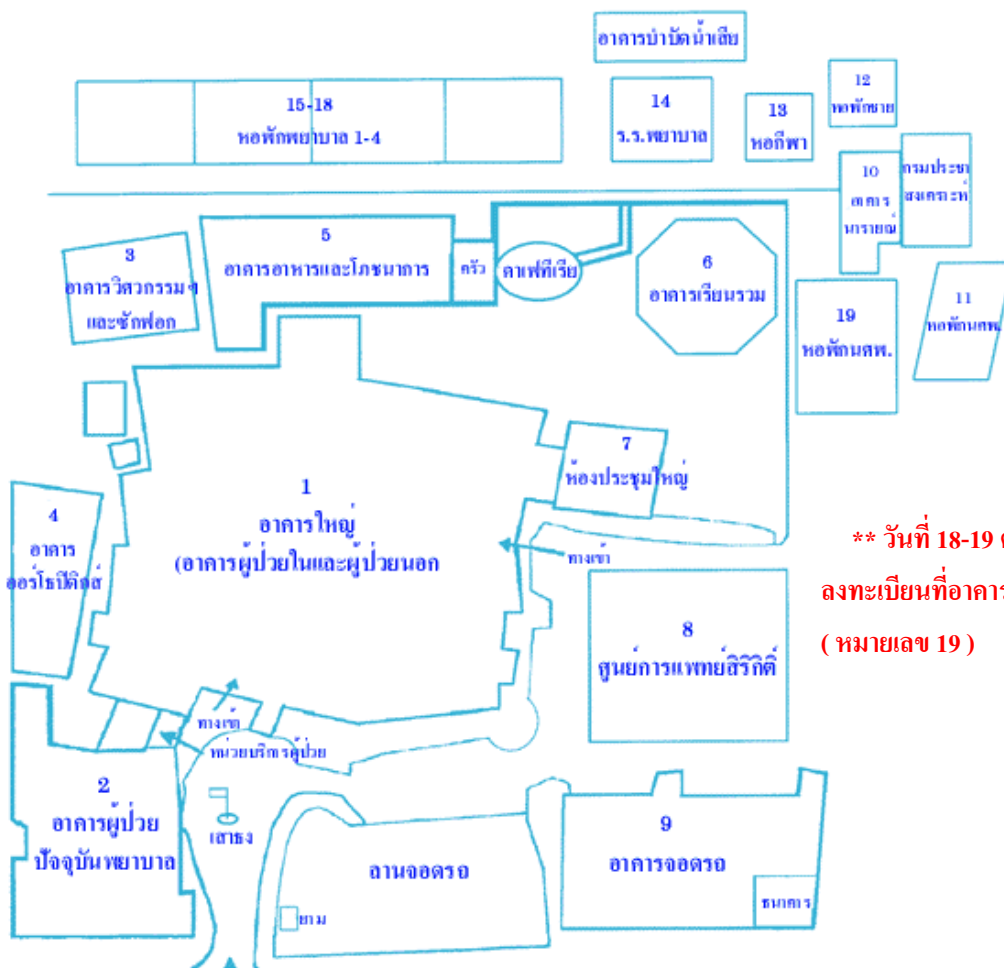 อาคารบำบัดน้ำเสีย
15-18
หอพักพยาบาล 1-4
14
ร.ร.พยาบาล
13
หอกีฬา
12
หอพักชาย
10
อาคาร
นารายณ์
กรมประชา
สงเคราะห์
3
อาคารวิศวกรรมฯ
และซักฟอก
5
อาคารอาหารและโภชนาการ
ครัว
คาเฟทีเรีย
6
อาคารเรียนรวม
19
หอพักนศพ.
11
หอพักนศพ.
7
ห้องประชุมใหญ่
1
อาคารใหญ่
(อาคารผู้ป่วยในและผู้ป่วยนอก
ทางเข้า
4
อาคาร
ออร์โธปิดิกส์
** วันที่ 18-19
ลงทะเบียนที่อาคาร
( หมายเลข 19 )
8
ศูนย์การแพทย์สิริกิติ์
ทางเข้า
หน่วยบริการผู้ป่วย
2
อาคารผู้ป่วย
ปัจจุบันพยาบาล
เสาธง
ลานจอดรถ
ยาม
9
อาคารจอดรถ
ธนาคาร